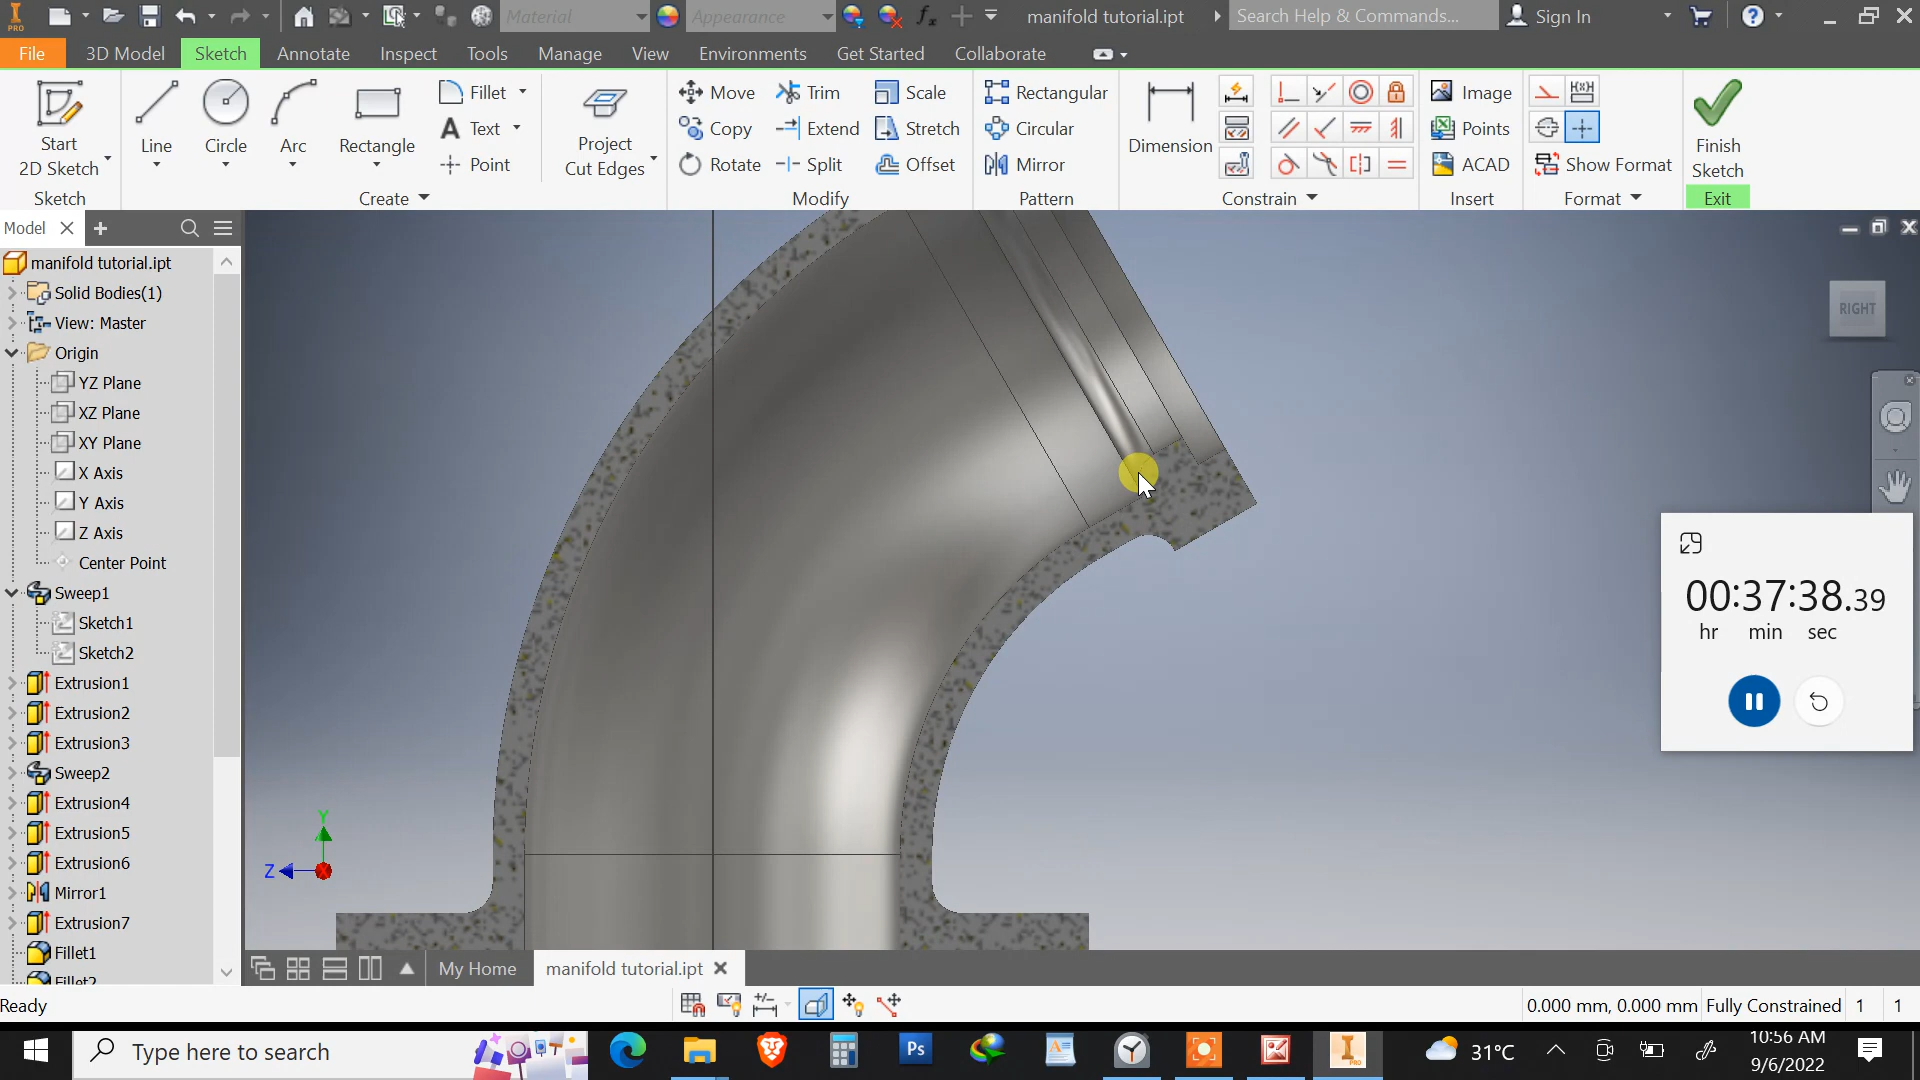 PRO
Material
Appearance
manifold tutorial.ipt
Search Help & Commands...
Sign In
File
3D Model
Sketch
Annotate
Inspect
Tools
Manage
View
Environments
Get Started
Collaborate
Start
2D Sketch
Line
Circle
Arc
Rectangle
Fillet
Text
Point
Project
Cut Edges
Move
Copy
Rotate
Trim
Extend
Split
Scale
Stretch
Offset
Rectangular
Circular
Mirror
Dimension
Image
Points
ACAD
Show Format
Finish
Sketch
Sketch
Create
Modify
Pattern
Constrain
Insert
Format
Exit
Model
manifold tutorial.ipt
Solid Bodies(1)
View: Master
Origin
YZ Plane
XZ Plane
XY Plane
X Axis
Y Axis
Z Axis
Center Point
Sweep1
Sketch1
Sketch2
Extrusion1
Extrusion2
Extrusion3
Sweep2
Extrusion4
Extrusion5
Extrusion6
Mirror1
Extrusion7
Fillet1
Fillet2
RIGHT
00:37:38.39
hr min sec
Y
Z
My Home
manifold tutorial.ipt
Ready
0.000 mm, 0.000 mm
Fully Constrained
1
1
Type here to search
Ps
31°C
10:56 AM
9/6/2022